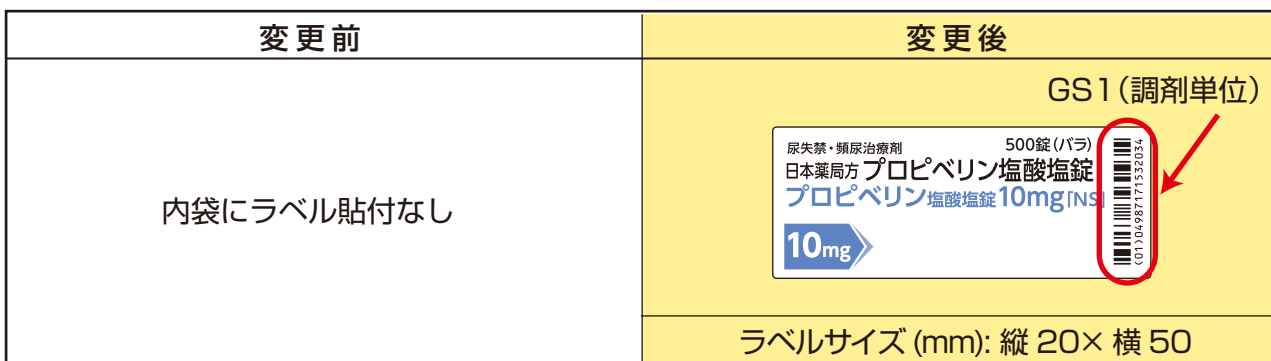 変更前
変更後
内袋にラベル貼付なし
GS1(調剤単位)
尿失禁・頻尿治療剤 500錠(バラ)
日本薬局方 プロピベリン塩酸塩錠
プロピベリン塩酸塩錠10mg「NS」
10mg
(01)04987171532034
ラベルサイズ (mm): 縦 20× 横 50